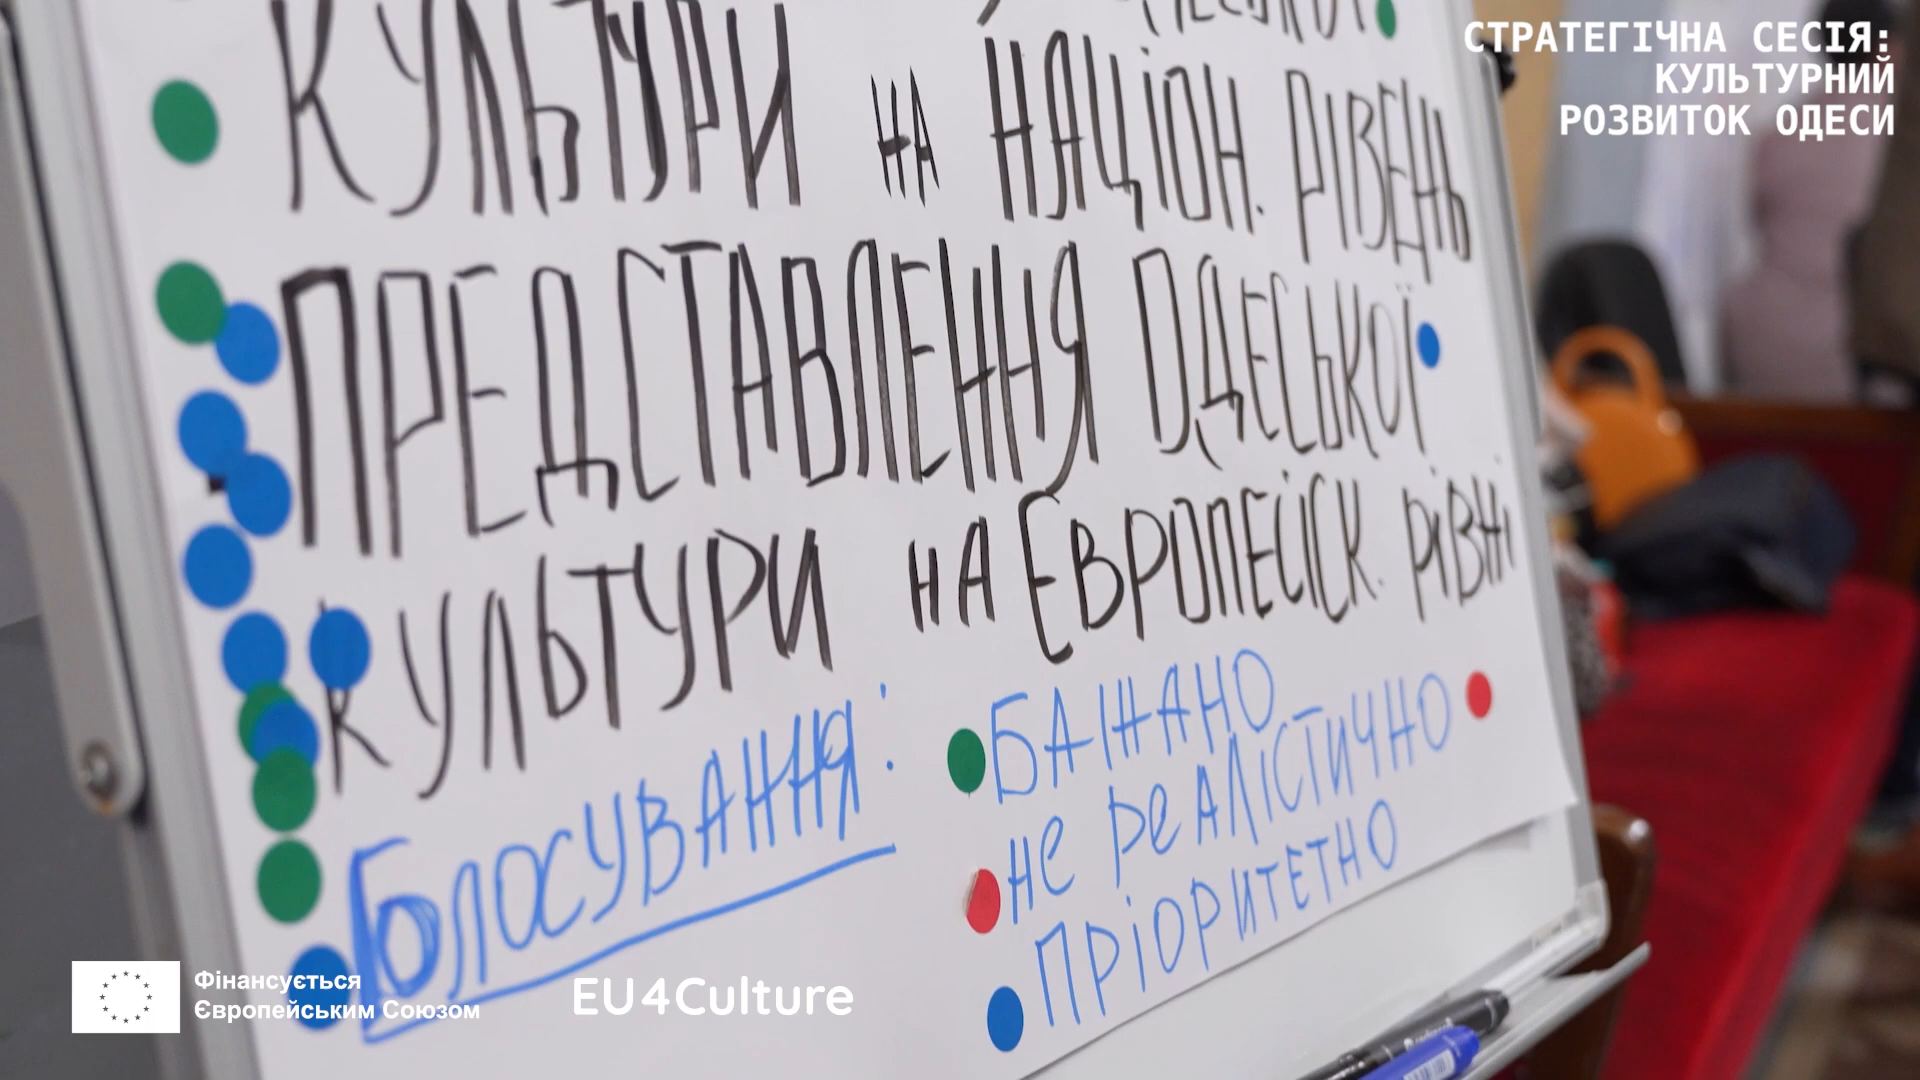 СТРАТЕГІЧНА СЕСІЯ:
КУЛЬТУРНИЙ
РОЗВИТОК ОДЕСИ
КУЛЬТУРИ НА НАЦІОН. РІВЕНЬ
ПРЕДСТАВЛЕННЯ ОДЕСЬКОЇ
КУЛЬТУРИ НА ЄВРОПЕЙСК. РІВНІ
ГОЛОСУВАННЯ:
БАЖАНО
НЕ РЕАЛІСТИЧНО
ПРІОРИТЕТНО
Фінансується
Європейським Союзом
EU4Culture